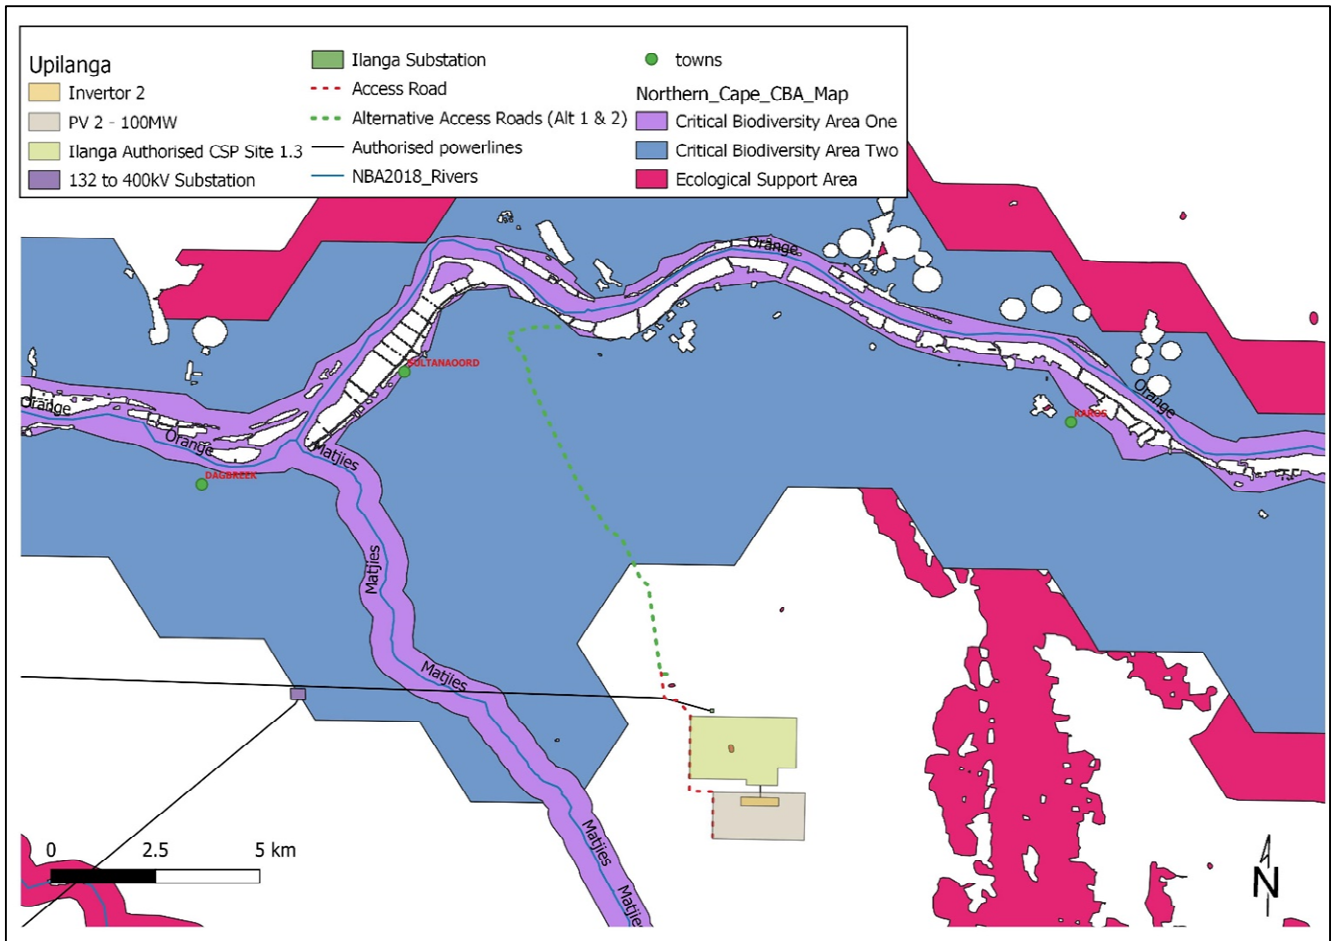 Upilanga
Invertor 2
PV 2 - 100MW
Ilanga Authorised CSP Site 1.3
132 to 400kV Substation
Ilanga Substation
Access Road
Alternative Access Roads (Alt 1 & 2)
Authorised powerlines
NBA2018_Rivers
towns
Northern_Cape_CBA_Map
Critical Biodiversity Area One
Critical Biodiversity Area Two
Ecological Support Area
Orange
SULTANAOORD
Orange
Orange
KAROS
Orange
Matjies
DAGBREEK
Matjies
Matjies
Matjies
Matjies
0 2.5 5 km
N